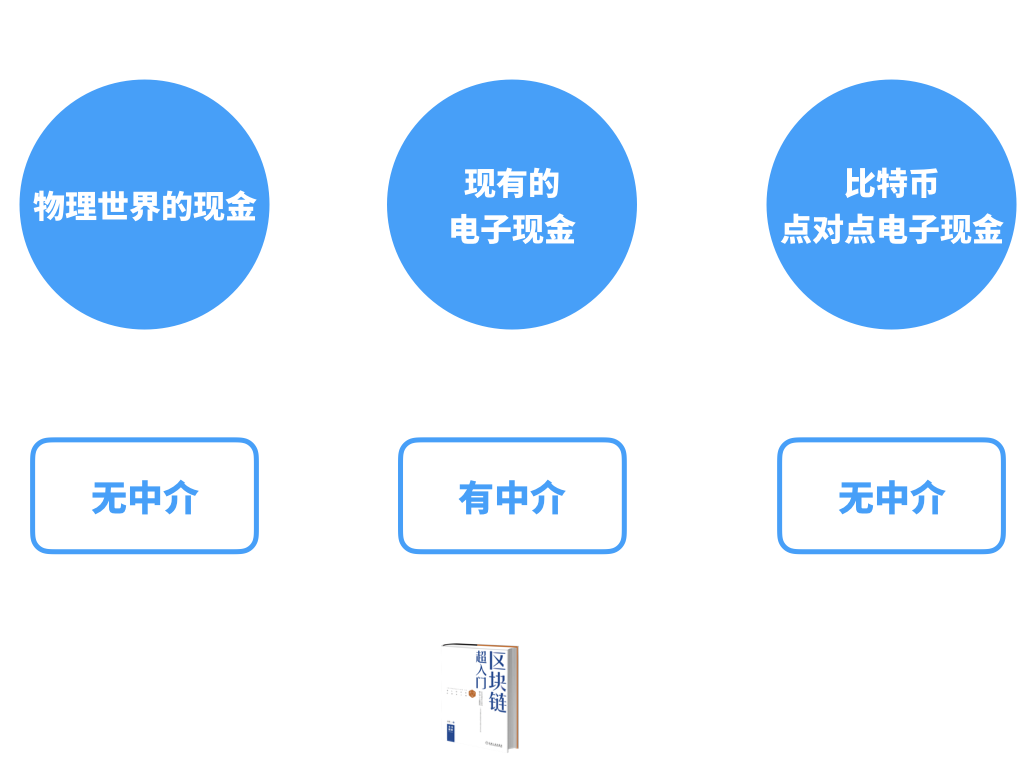 物理世界的现金
现有的
电子现金
比特币
点对点电子现金
无中介
有中介
无中介
区块链
超入门